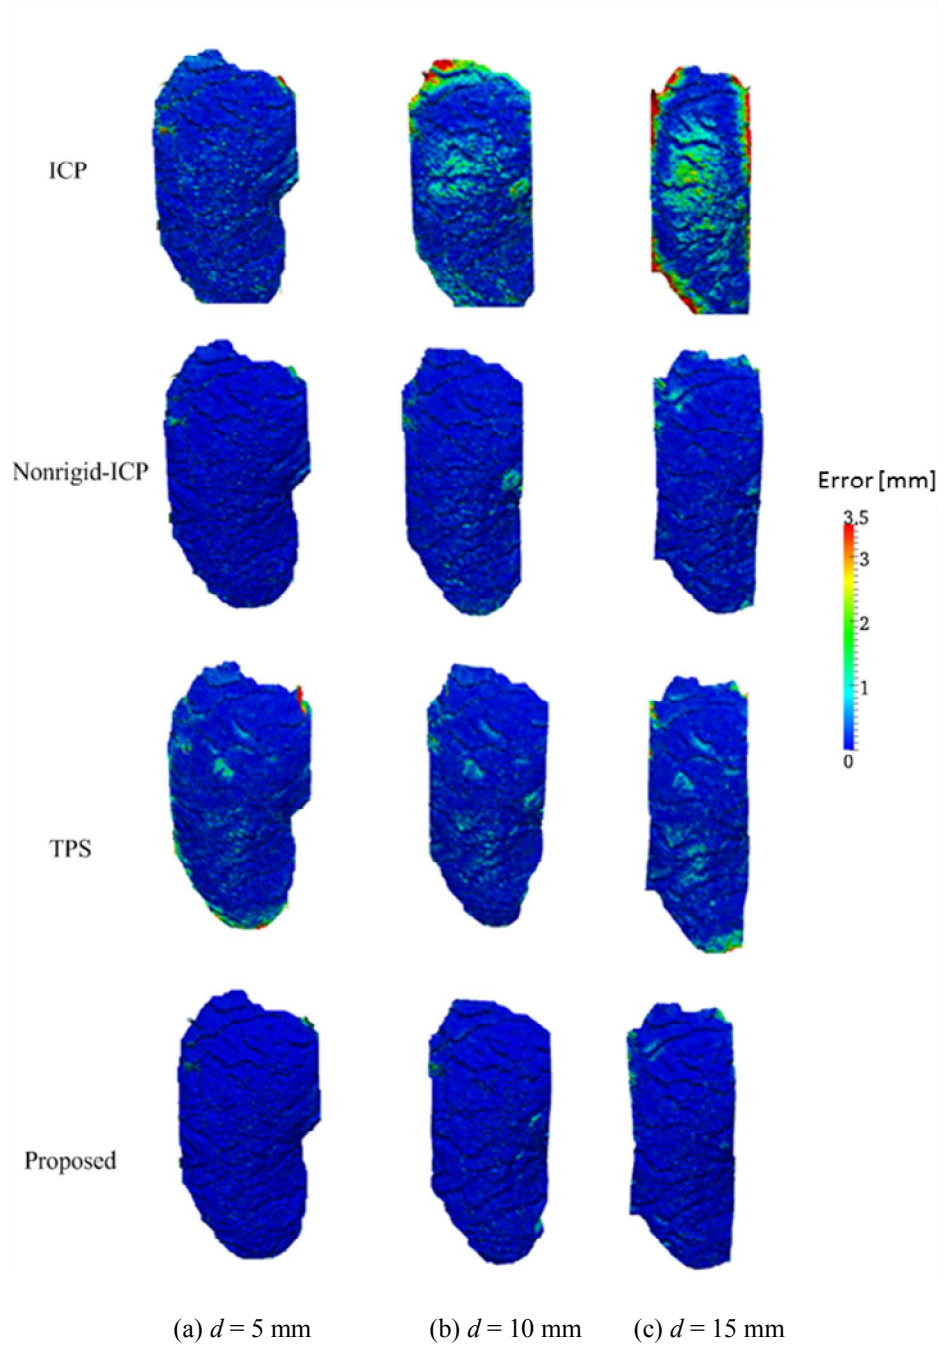 ICP
Nonrigid-ICP
Error [mm]
3.5
3
2
1
0
TPS
Proposed
(a) d = 5 mm
(b) d = 10 mm
(c) d = 15 mm